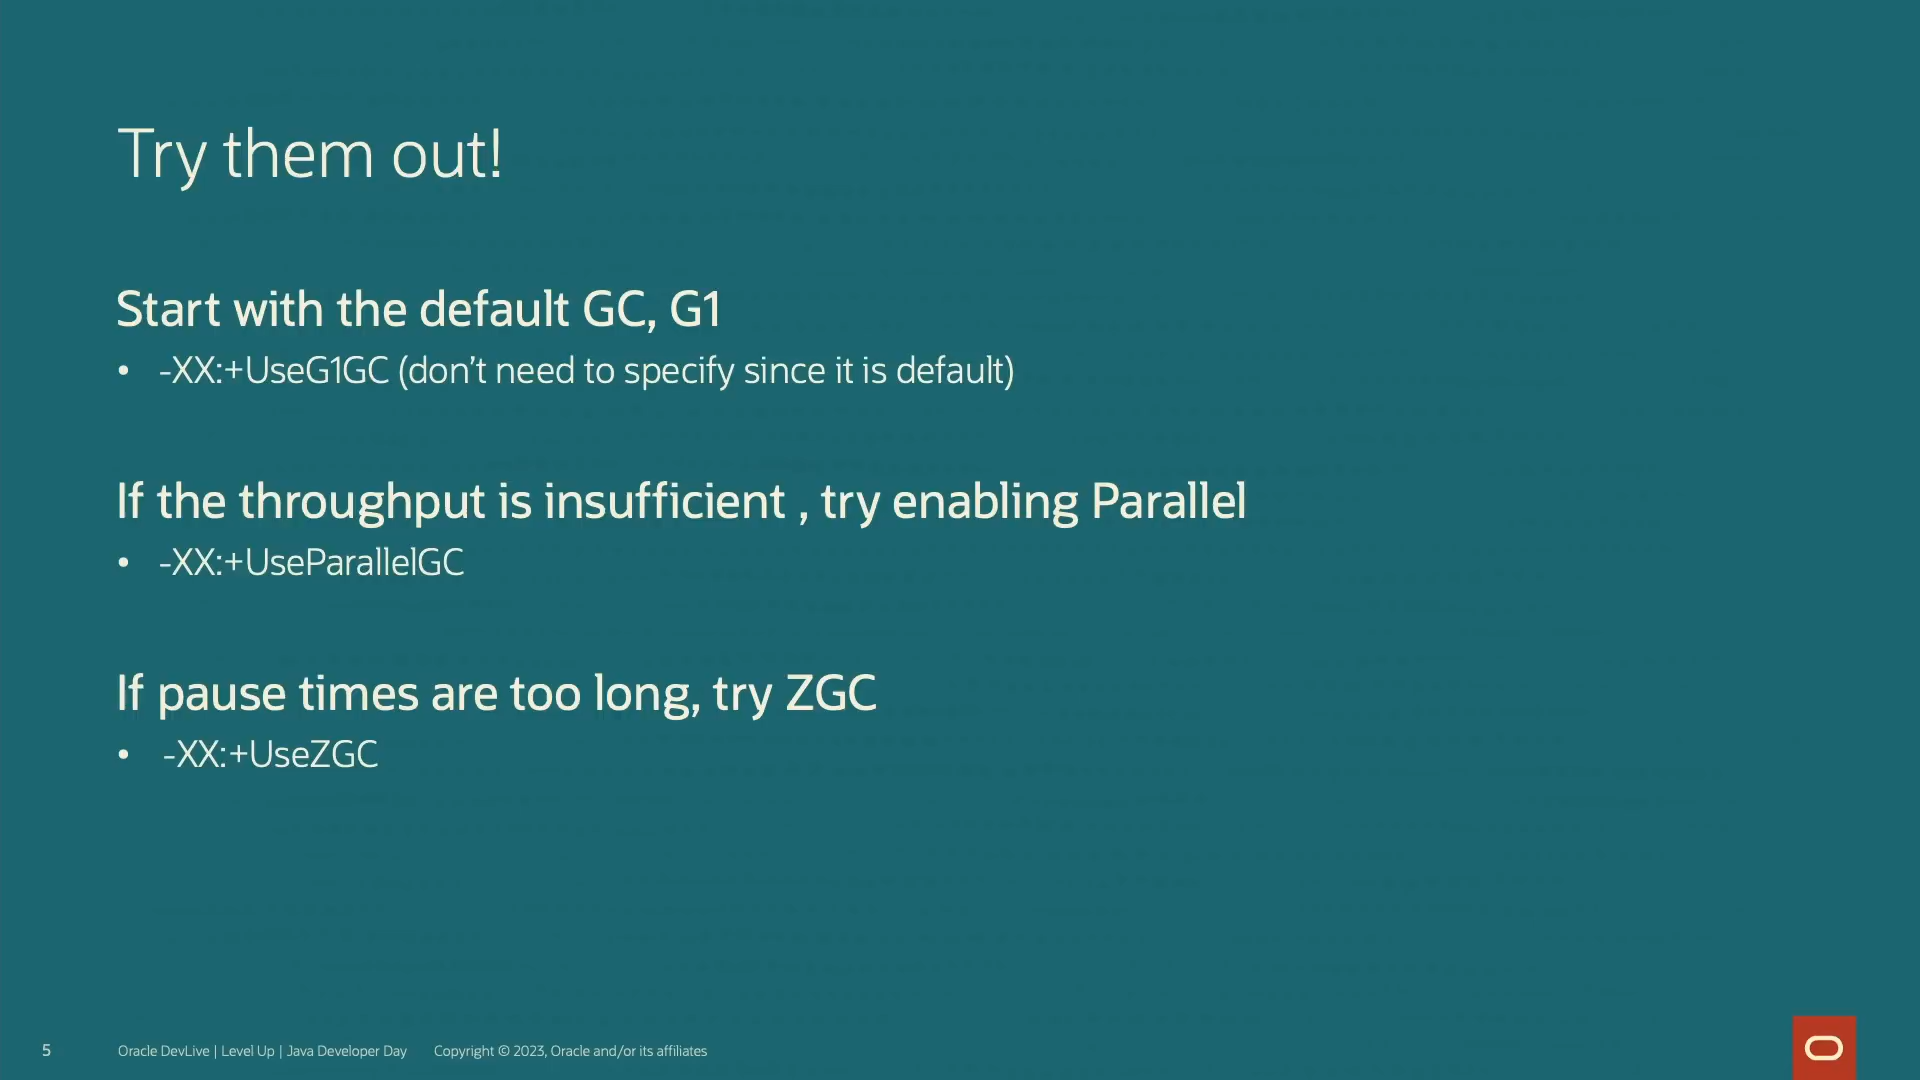 Try them out!
Start with the default GC, G1
• -XX:+UseG1GC (don’t need to specify since it is default)
If the throughput is insufficient , try enabling Parallel
• -XX:+UseParallelGC
If pause times are too long, try ZGC
• -XX:+UseZGC
5 Oracle DevLive | Level Up | Java Developer Day Copyright © 2023, Oracle and/or its affiliates